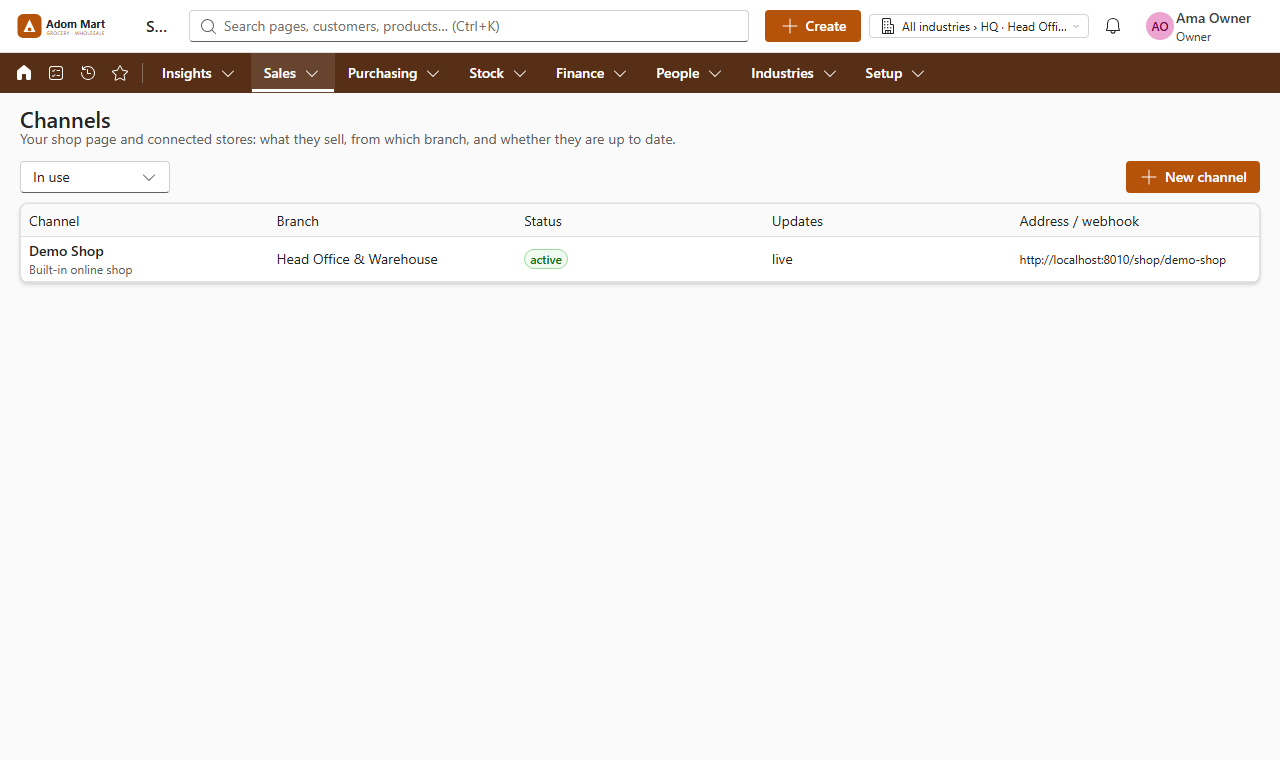 Adom Mart
GROCERY · WHOLESALE
S...
Search pages, customers, products... (Ctrl+K)
Create
All industries › HQ · Head Offi...
AO
Ama Owner
Owner
Insights
Sales
Purchasing
Stock
Finance
People
Industries
Setup
Channels
Your shop page and connected stores: what they sell, from which branch, and whether they are up to date.
In use
New channel
Channel Branch Status Updates Address / webhook
Demo Shop
Built-in online shop
Head Office & Warehouse
active
live
http://localhost:8010/shop/demo-shop